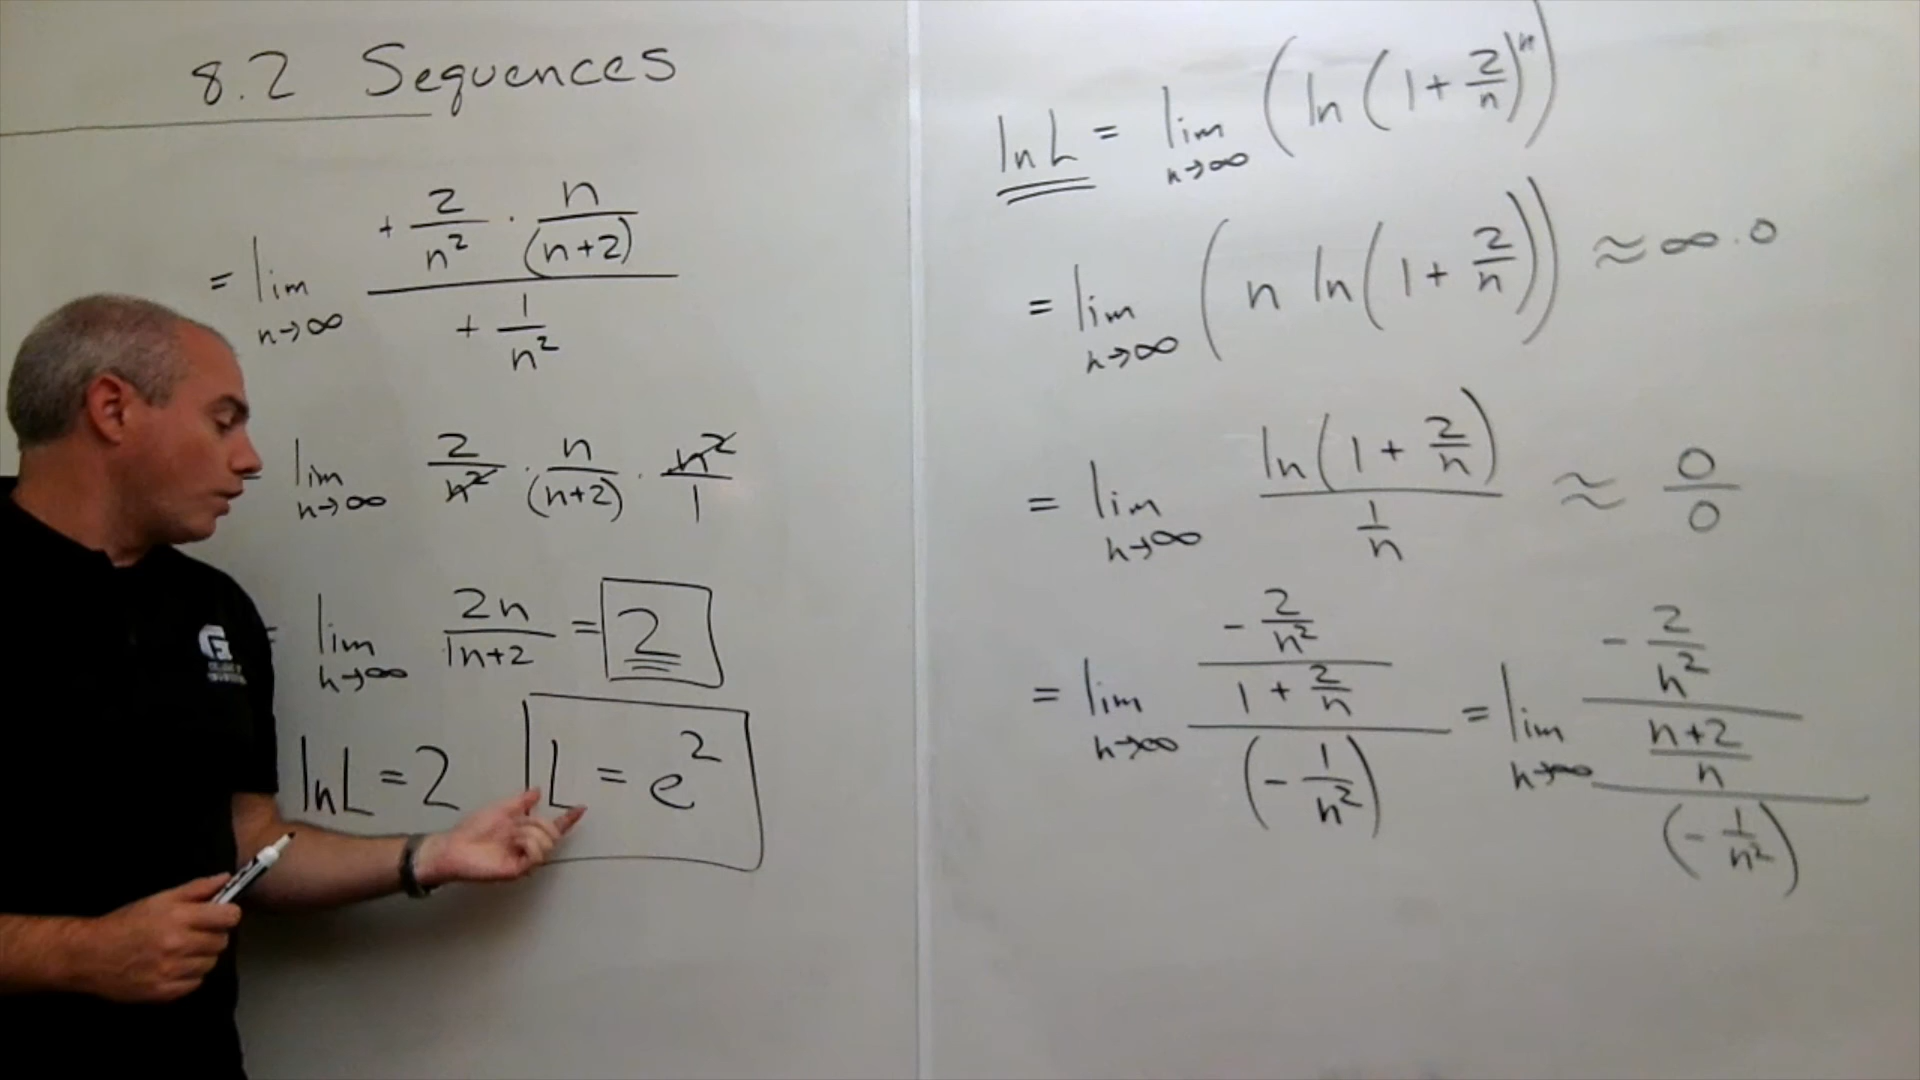 8.2 Sequences
= lim n→∞ (+ 2/n² · n/(n+2)) / (+ 1/n²)
= lim n→∞ 2/n² · n/(n+2) · n²/1
= lim n→∞ 2n/(1n+2) = 2
ln L = 2 L = e²
ln L = lim n→∞ (ln (1 + 2/n)ⁿ)
= lim n→∞ (n ln (1 + 2/n)) ≈ ∞ · 0
= lim n→∞ ln (1 + 2/n) / (1/n) ≈ 0/0
= lim n→∞ ((- 2/n²) / (1 + 2/n)) / (- 1/n²) = lim n→∞ ((- 2/n²) / ((n+2)/n)) / (- 1/n²)